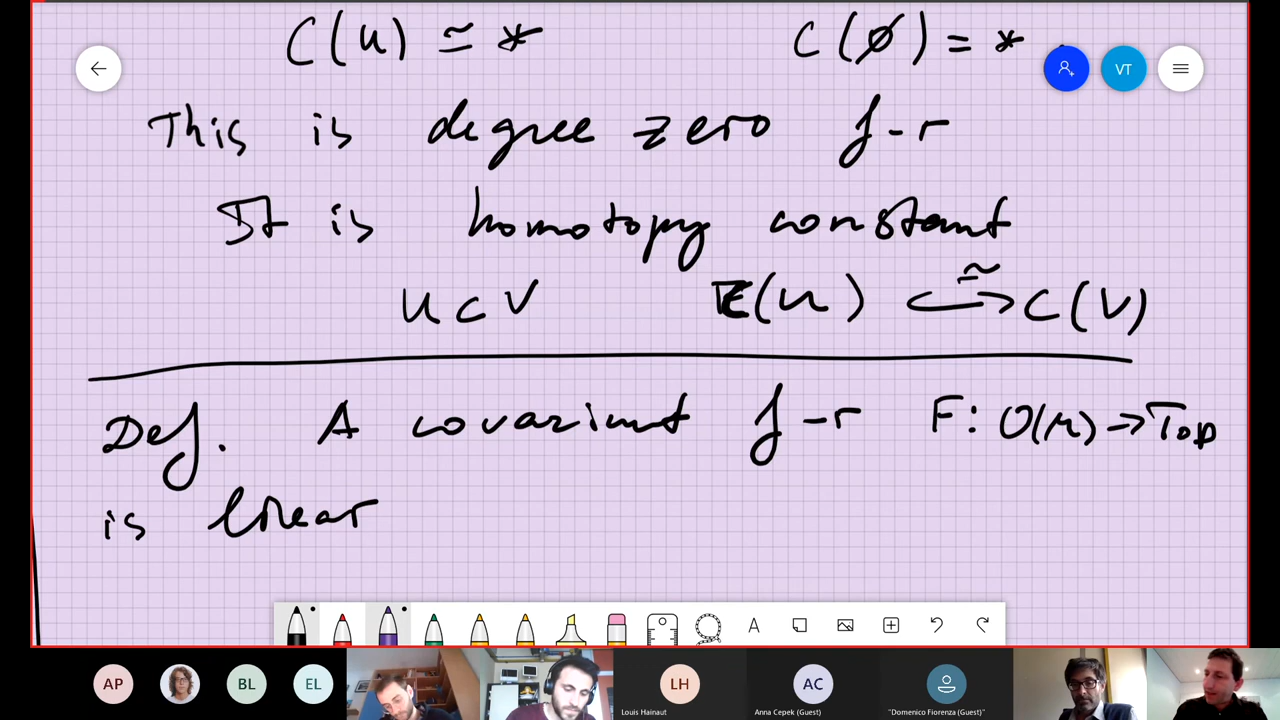 C(U) ≃ * C(∅) = *
VT
This is degree zero f-r
It is homotopy constant
U ⊂ V C(U) ↪ ≃ C(V)
Def. A covariant f-r F: O(M) → Top
is linear
A
AP BL EL LH AC
Louis Hainaut Anna Cepek (Guest) "Domenico Fiorenza (Guest)"